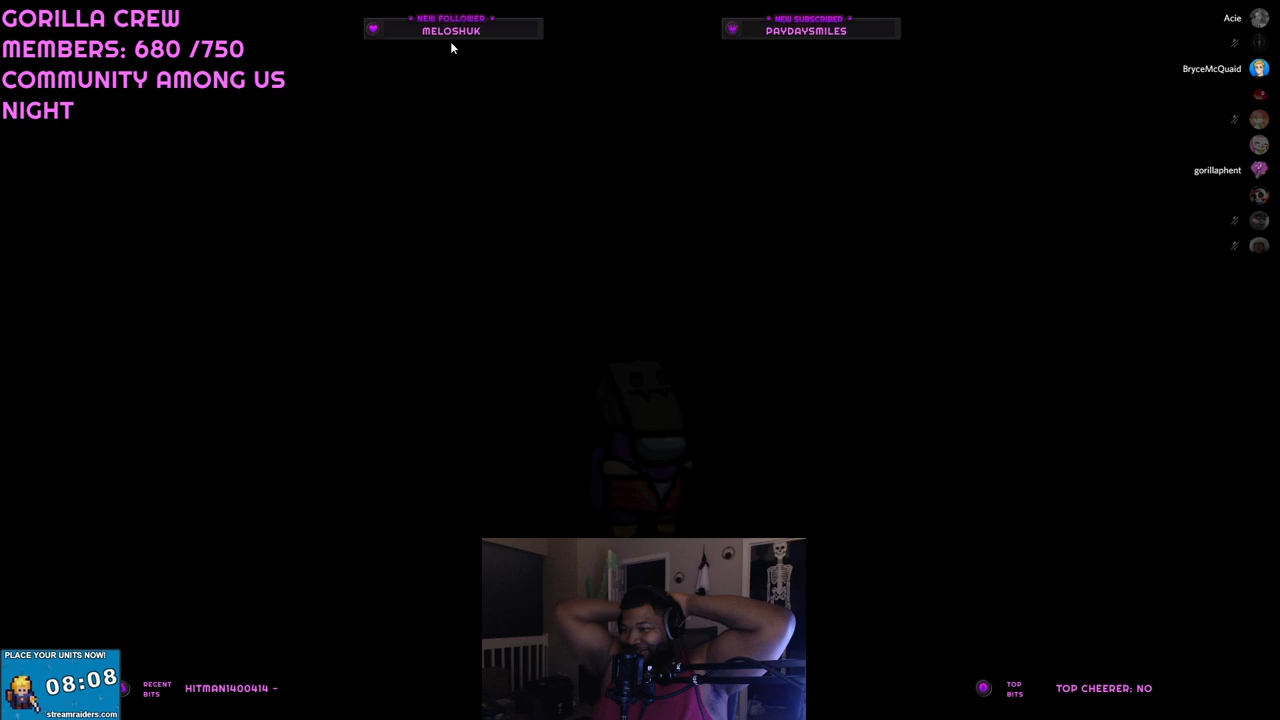 GORILLA CREW
MEMBERS: 680 /750
COMMUNITY AMONG US
NIGHT
NEW FOLLOWER
MELOSHUK
NEW SUBSCRIBER
PAYDAYSMILES
Acie
BryceMcQuaid
gorillaphent
PLACE YOUR UNITS NOW!
08:08
streamraiders.com
RECENT
BITS
HITMAN1400414 -
TOP
BITS
TOP CHEERER: NO